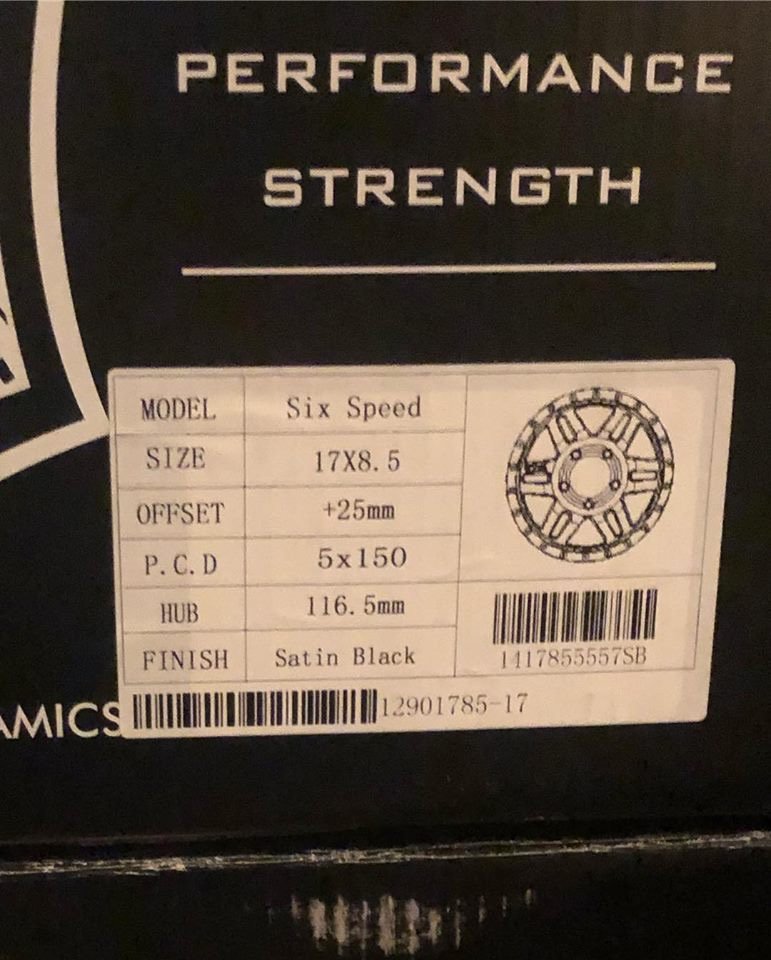 PERFORMANCE
STRENGTH
MODEL Six Speed
SIZE 17X8.5
OFFSET +25mm
P.C.D 5x150
HUB 116.5mm
FINISH Satin Black
1417855557SB
AMICS
12901785-17